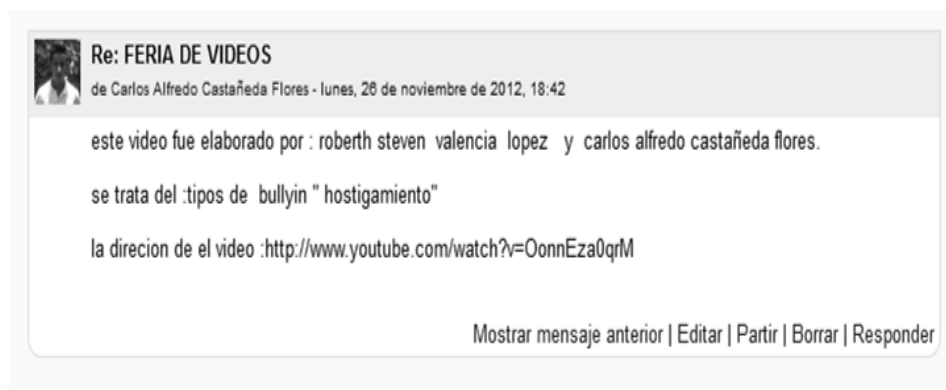 Re: FERIA DE VIDEOS
de Carlos Alfredo Castañeda Flores - lunes, 26 de noviembre de 2012, 18:42
este video fue elaborado por : roberth steven valencia lopez y carlos alfredo castañeda flores.
se trata del :tipos de bullyin " hostigamiento"
la direcion de el video :http://www.youtube.com/watch?v=OonnEza0qrM
Mostrar mensaje anterior | Editar | Partir | Borrar | Responder